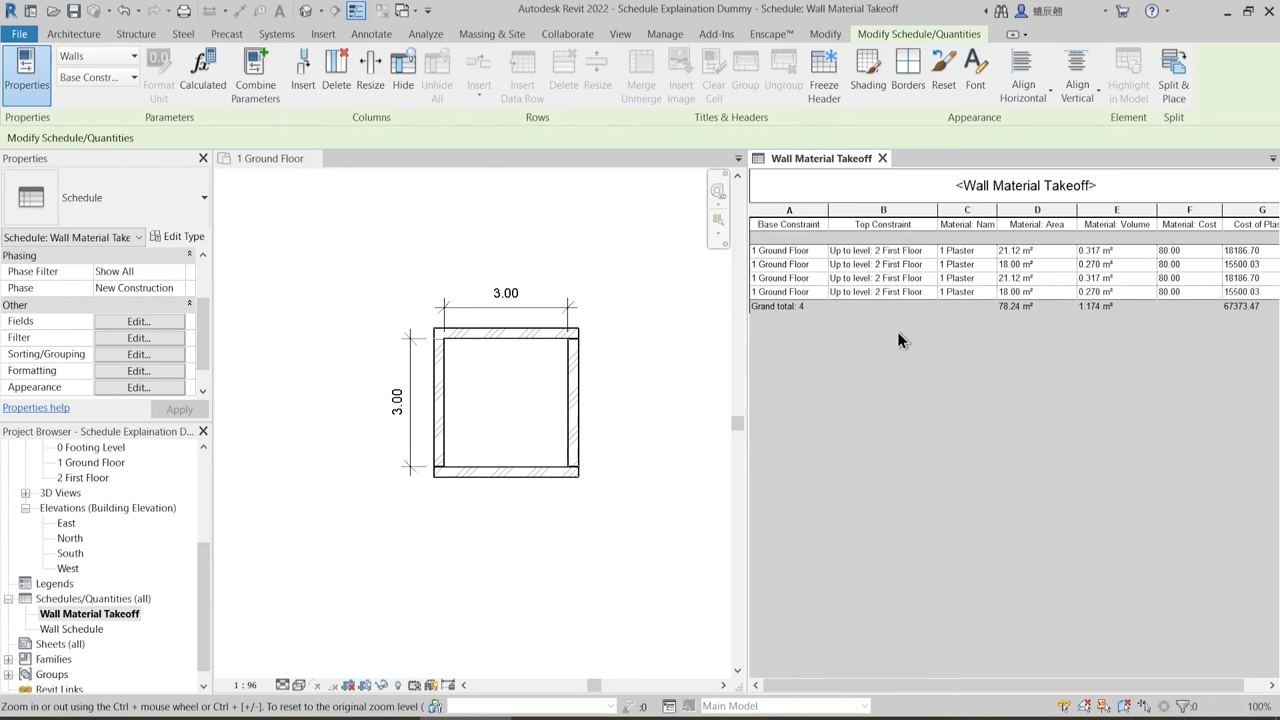 Autodesk Revit 2022 - Schedule Explaination Dummy - Schedule: Wall Material Takeoff
File Architecture Structure Steel Precast Systems Insert Annotate Analyze Massing & Site Collaborate View Manage Add-Ins Enscape™ Modify Modify Schedule/Quantities
Properties
Walls
Base Constr...
Format Unit
Calculated
Combine Parameters
Insert
Delete
Resize
Hide
Unhide All
Insert
Insert Data Row
Delete
Resize
Merge Unmerge
Insert Image
Clear Cell
Group
Ungroup
Freeze Header
Shading
Borders
Reset
Font
Align Horizontal
Align Vertical
Highlight in Model
Split & Place
Properties Parameters Columns Rows Titles & Headers Appearance Element Split
Modify Schedule/Quantities
Properties
Schedule
Schedule: Wall Material Take
Edit Type
Phasing
Phase Filter Show All
Phase New Construction
Other
Fields Edit...
Filter Edit...
Sorting/Grouping Edit...
Formatting Edit...
Appearance Edit...
Properties help
Apply
Project Browser - Schedule Explaination D...
0 Footing Level
1 Ground Floor
2 First Floor
3D Views
Elevations (Building Elevation)
East
North
South
West
Legends
Schedules/Quantities (all)
Wall Material Takeoff
Wall Schedule
Sheets (all)
Families
Groups
Revit Links
1 Ground Floor
3.00
3.00
1 : 96
Wall Material Takeoff
<Wall Material Takeoff>
A B C D E F G
Base Constraint Top Constraint Material: Nam Material: Area Material: Volume Material: Cost Cost of Plas
1 Ground Floor Up to level: 2 First Floor 1 Plaster 21.12 m² 0.317 m³ 80.00 18186.70
1 Ground Floor Up to level: 2 First Floor 1 Plaster 18.00 m² 0.270 m³ 80.00 15500.03
1 Ground Floor Up to level: 2 First Floor 1 Plaster 21.12 m² 0.317 m³ 80.00 18186.70
1 Ground Floor Up to level: 2 First Floor 1 Plaster 18.00 m² 0.270 m³ 80.00 15500.03
Grand total: 4 78.24 m² 1.174 m³ 67373.47
Zoom in or out using the Ctrl + mouse wheel or Ctrl + [+/-]. To reset to the original zoom level (
:0
Main Model
:0
100%